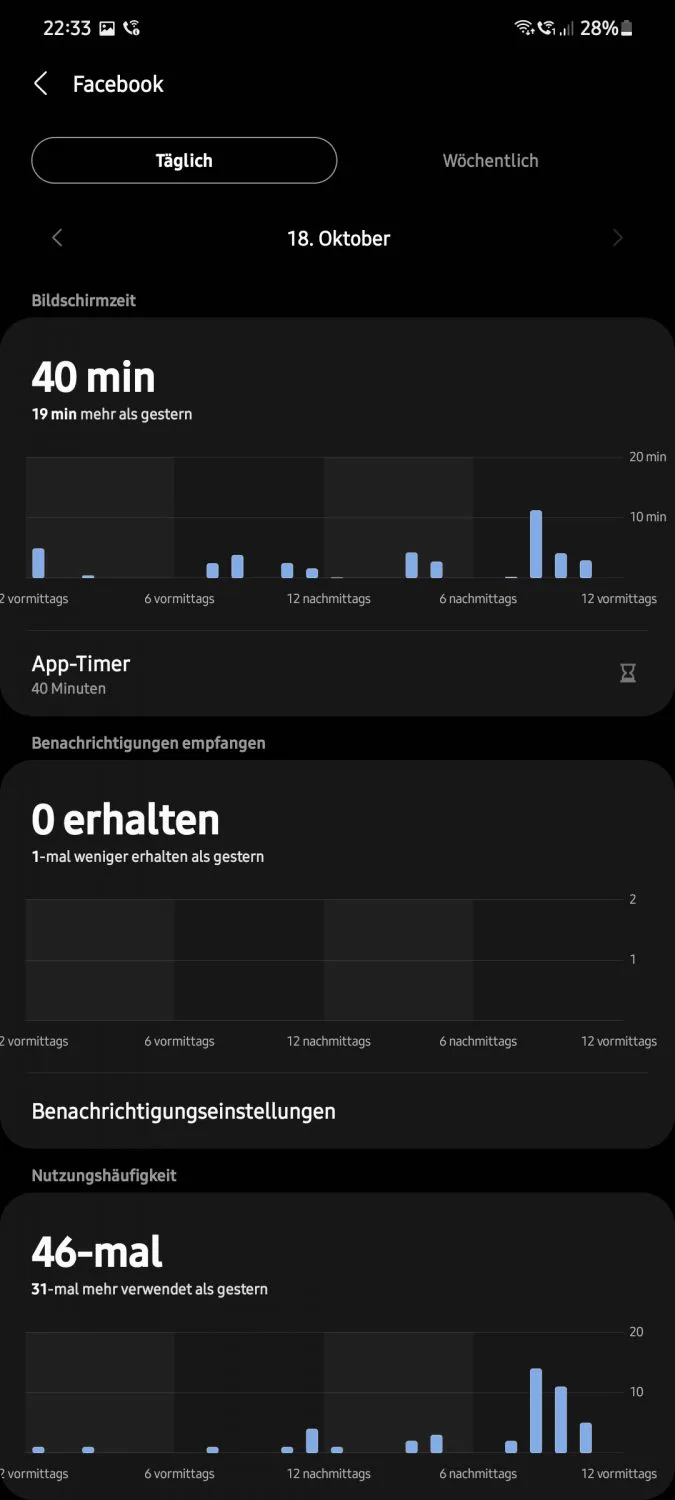 22:33
28%
Facebook
Täglich
Wöchentlich
18. Oktober
Bildschirmzeit
40 min
19 min mehr als gestern
20 min
10 min
2 vormittags 6 vormittags 12 nachmittags 6 nachmittags 12 vormittags
App-Timer
40 Minuten
Benachrichtigungen empfangen
0 erhalten
1-mal weniger erhalten als gestern
2
1
2 vormittags 6 vormittags 12 nachmittags 6 nachmittags 12 vormittags
Benachrichtigungseinstellungen
Nutzungshäufigkeit
46-mal
31-mal mehr verwendet als gestern
20
10
2 vormittags 6 vormittags 12 nachmittags 6 nachmittags 12 vormittags